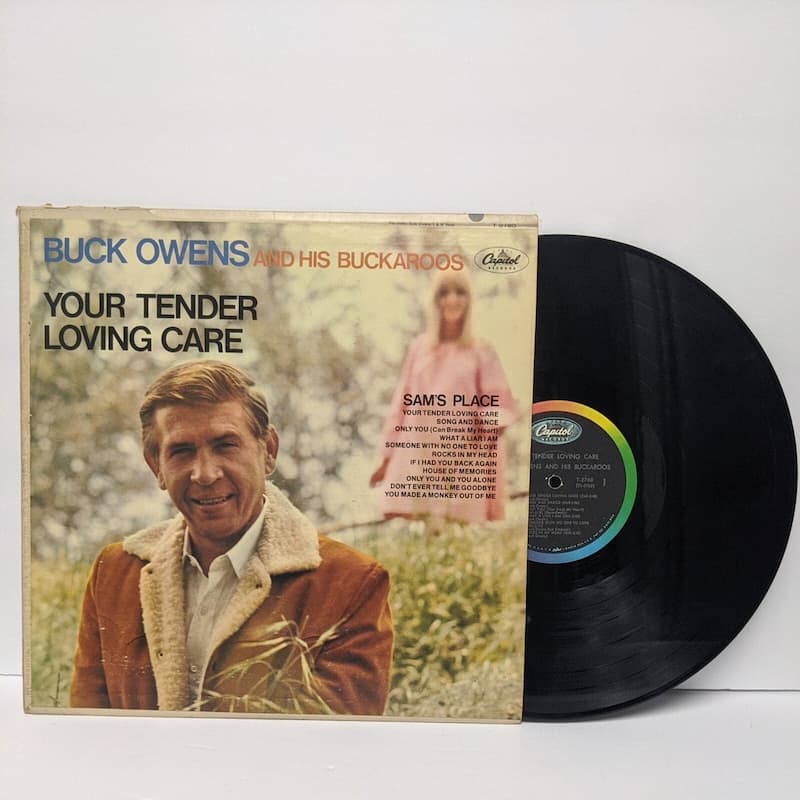 BUCK OWENS AND HIS BUCKAROOS
Capitol
RECORDS
YOUR TENDER
LOVING CARE
SAM'S PLACE
YOUR TENDER LOVING CARE
SONG AND DANCE
ONLY YOU (Can Break My Heart)
WHAT A LIAR I AM
SOMEONE WITH NO ONE TO LOVE
ROCKS IN MY HEAD
IF I HAD YOU BACK AGAIN
HOUSE OF MEMORIES
ONLY YOU AND YOU ALONE
DON'T EVER TELL ME GOODBYE
YOU MADE A MONKEY OUT OF ME
Capitol
RECORDS
TENDER LOVING CARE
AND HIS BUCKAROOS